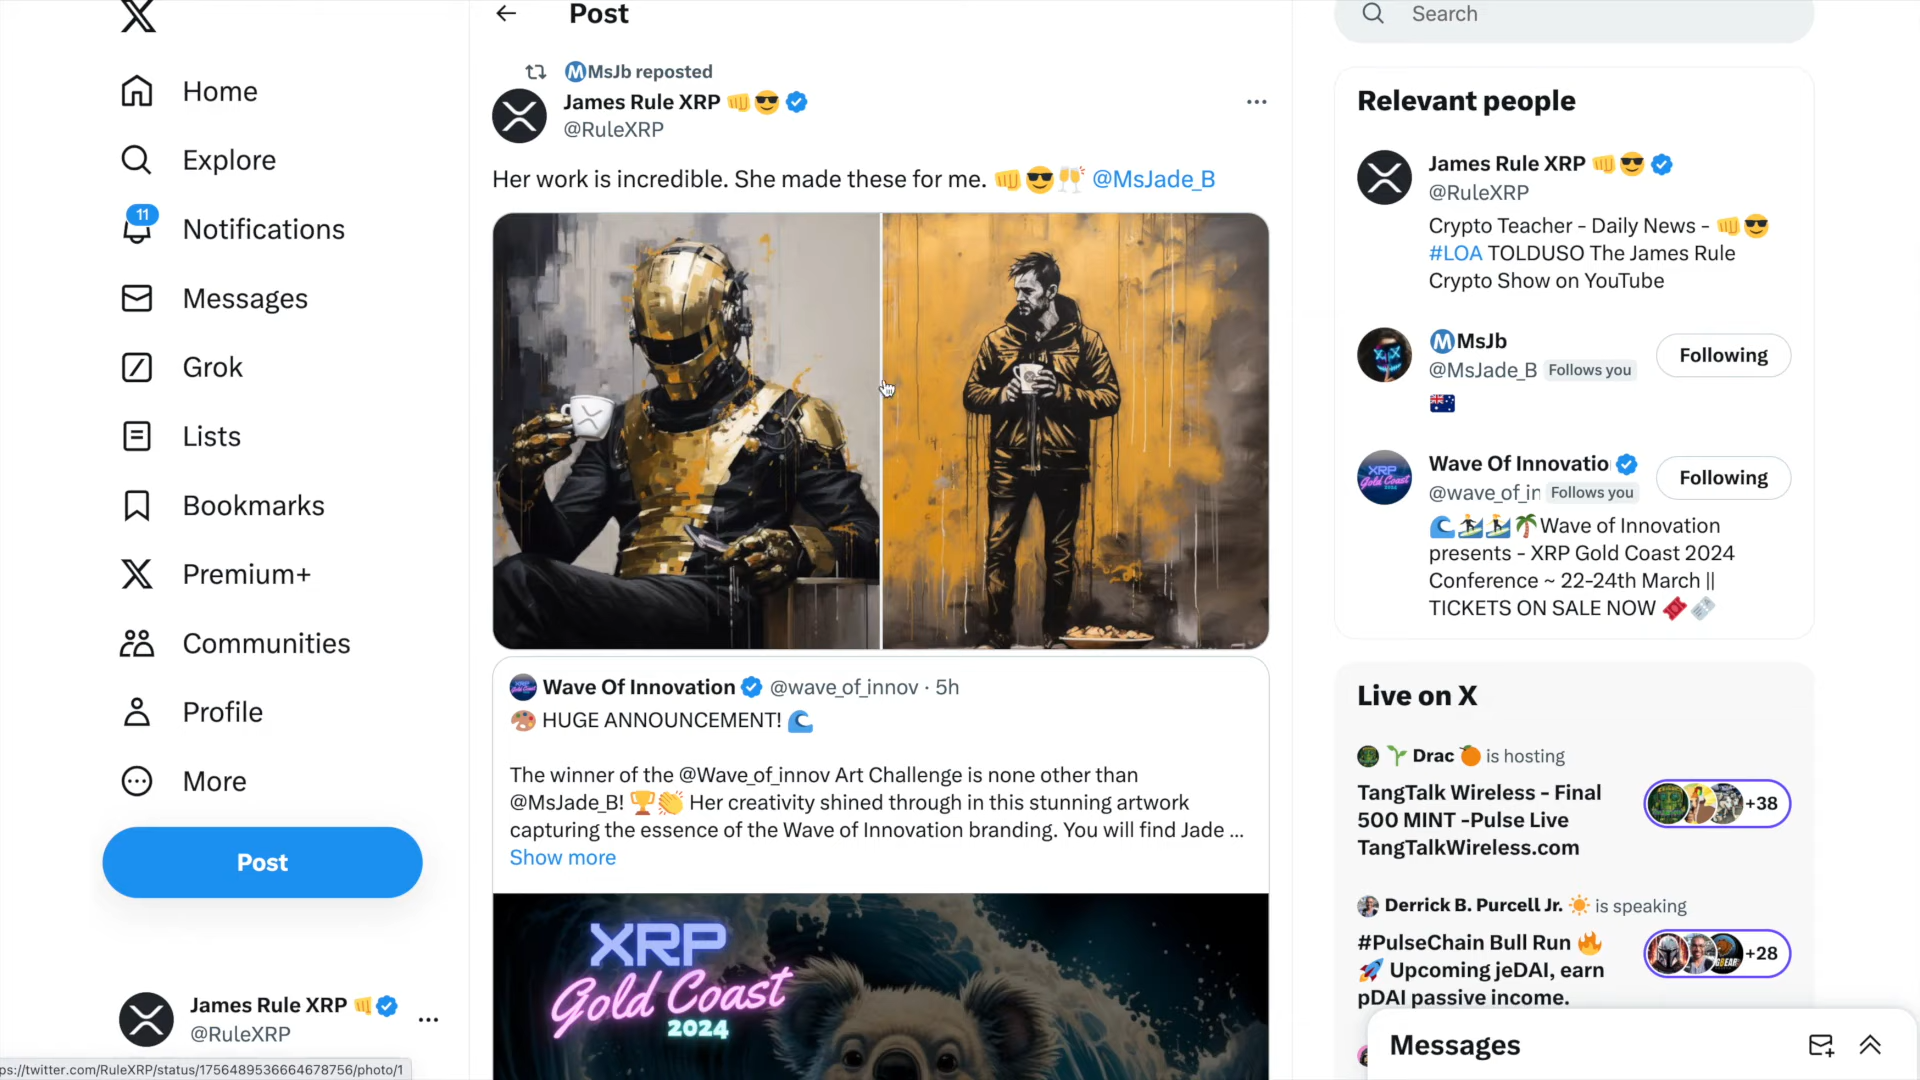 Home
Explore
11
Notifications
Messages
Grok
Lists
Bookmarks
Premium+
Communities
Profile
More
Post
James Rule XRP 👊
@RuleXRP
ps://twitter.com/RuleXRP/status/1756489536664678756/photo/1
Post
ⓂMsJb reposted
James Rule XRP 👊😎
@RuleXRP
Her work is incredible. She made these for me. 👊😎🥂 @MsJade_B
Wave Of Innovation @wave_of_innov · 5h
🎨 HUGE ANNOUNCEMENT! 🌊
The winner of the @Wave_of_innov Art Challenge is none other than
@MsJade_B! 🏆👏 Her creativity shined through in this stunning artwork
capturing the essence of the Wave of Innovation branding. You will find Jade ...
Show more
XRP
Gold Coast
2024
Search
Relevant people
James Rule XRP 👊😎
@RuleXRP
Crypto Teacher - Daily News - 👊😎
#LOA TOLDUSO The James Rule
Crypto Show on YouTube
ⓂMsJb
@MsJade_B Follows you
Following
🇦🇺
Wave Of Innovatio
@wave_of_in Follows you
Following
🌊🏄🏄🌴Wave of Innovation
presents - XRP Gold Coast 2024
Conference ~ 22-24th March ||
TICKETS ON SALE NOW 🎟️🎫
Live on X
🌱 Drac 🍊 is hosting
TangTalk Wireless - Final
500 MINT -Pulse Live
TangTalkWireless.com
+38
Derrick B. Purcell Jr. ☀️ is speaking
#PulseChain Bull Run 🔥
🚀 Upcoming jeDAI, earn
pDAI passive income.
+28
Messages